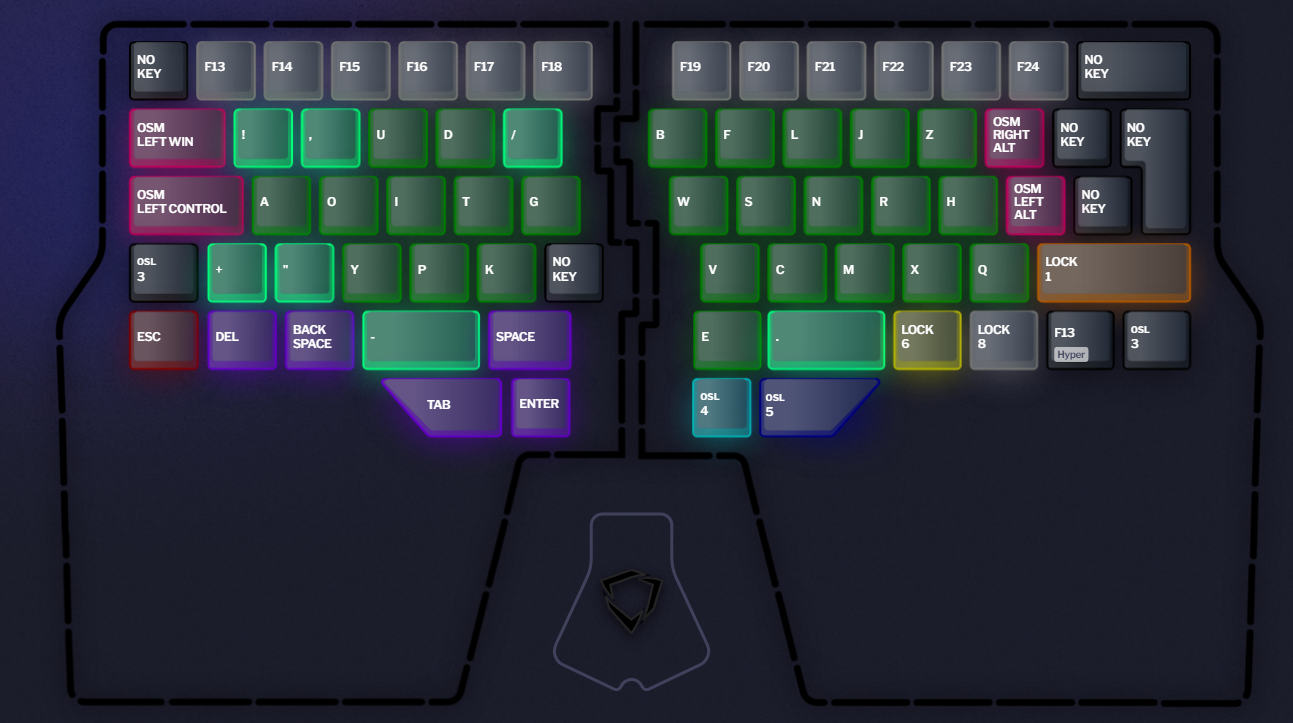 NO
KEY
F13
F14
F15
F16
F17
F18
F19
F20
F21
F22
F23
F24
NO
KEY
OSM
LEFT WIN
!
,
U
D
/
B
F
L
J
Z
OSM
RIGHT
ALT
NO
KEY
NO
KEY
OSM
LEFT CONTROL
A
O
I
T
G
W
S
N
R
H
OSM
LEFT
ALT
NO
KEY
OSL
3
+
"
Y
P
K
NO
KEY
V
C
M
X
Q
LOCK
1
ESC
DEL
BACK
SPACE
-
SPACE
E
.
LOCK
6
LOCK
8
F13
Hyper
OSL
3
TAB
ENTER
OSL
4
OSL
5